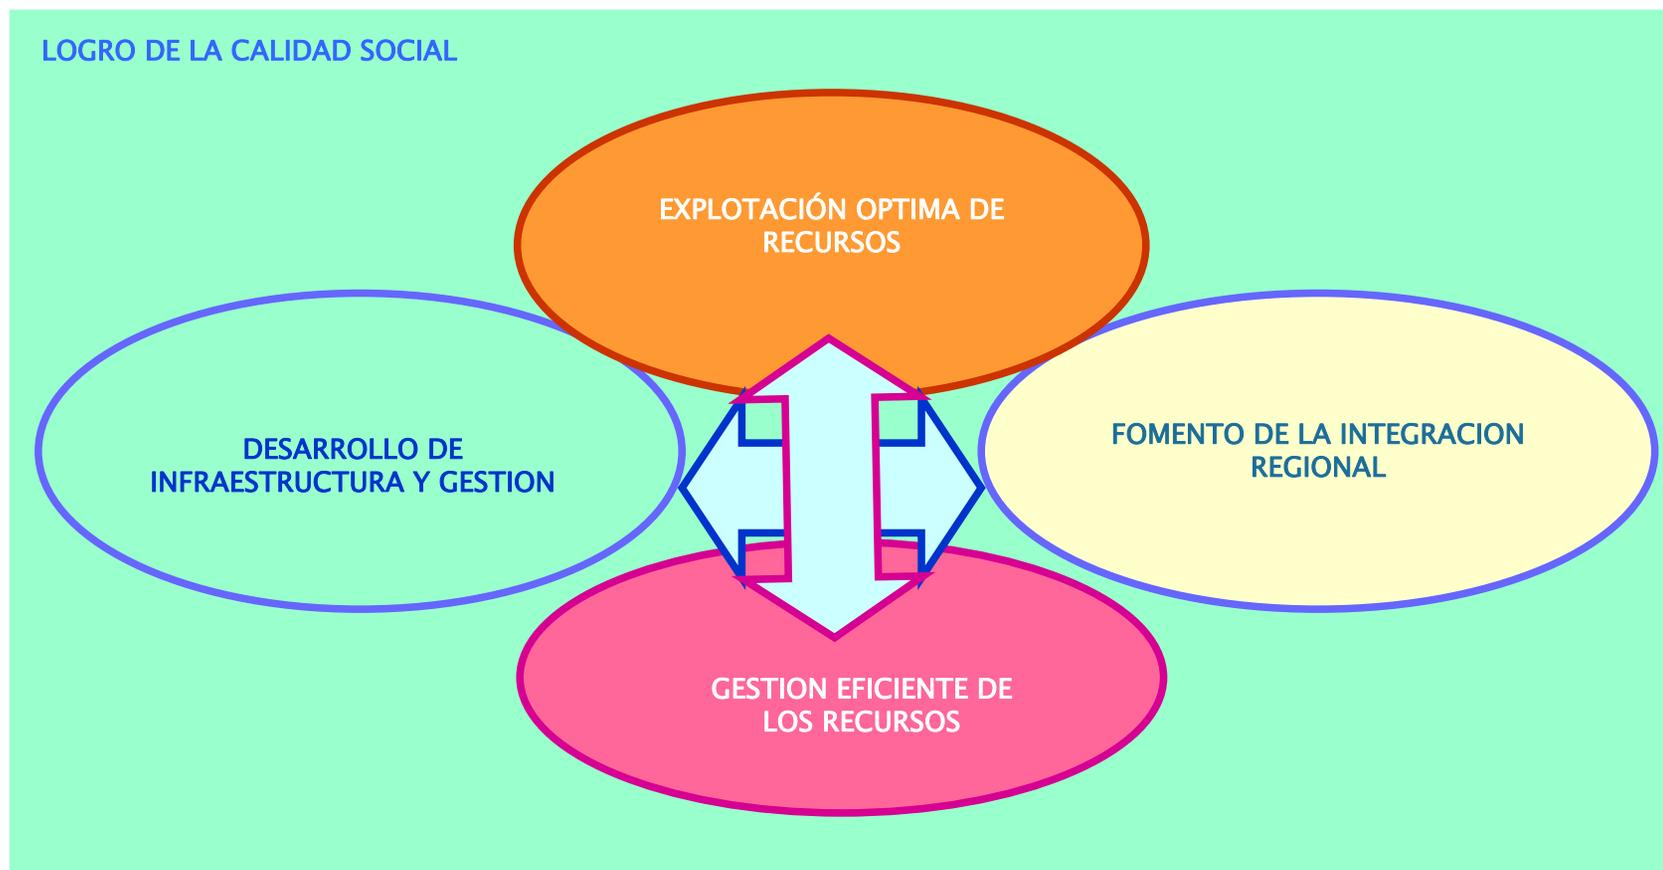 LOGRO DE LA CALIDAD SOCIAL
EXPLOTACIÓN OPTIMA DE
RECURSOS
DESARROLLO DE
INFRAESTRUCTURA Y GESTION
FOMENTO DE LA INTEGRACION
REGIONAL
GESTION EFICIENTE DE
LOS RECURSOS